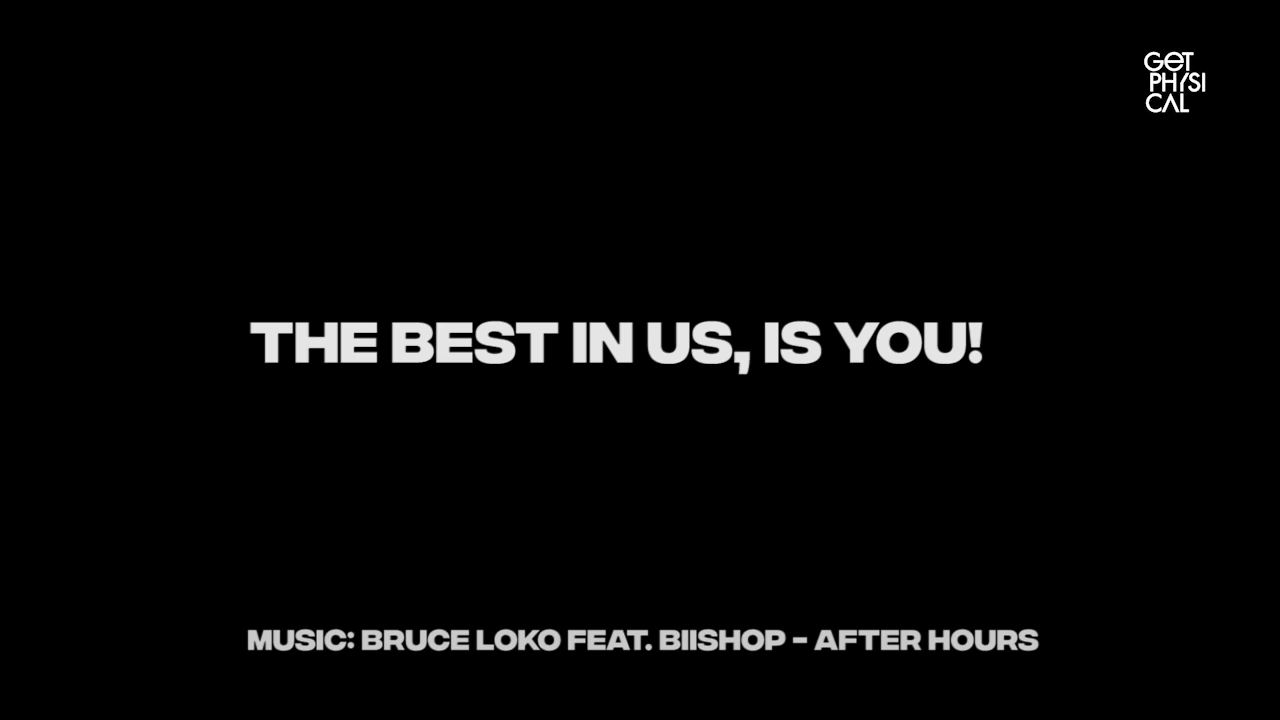 GET
PHYSI
CAL
THE BEST IN US, IS YOU!
MUSIC: BRUCE LOKO FEAT. BIISHOP - AFTER HOURS